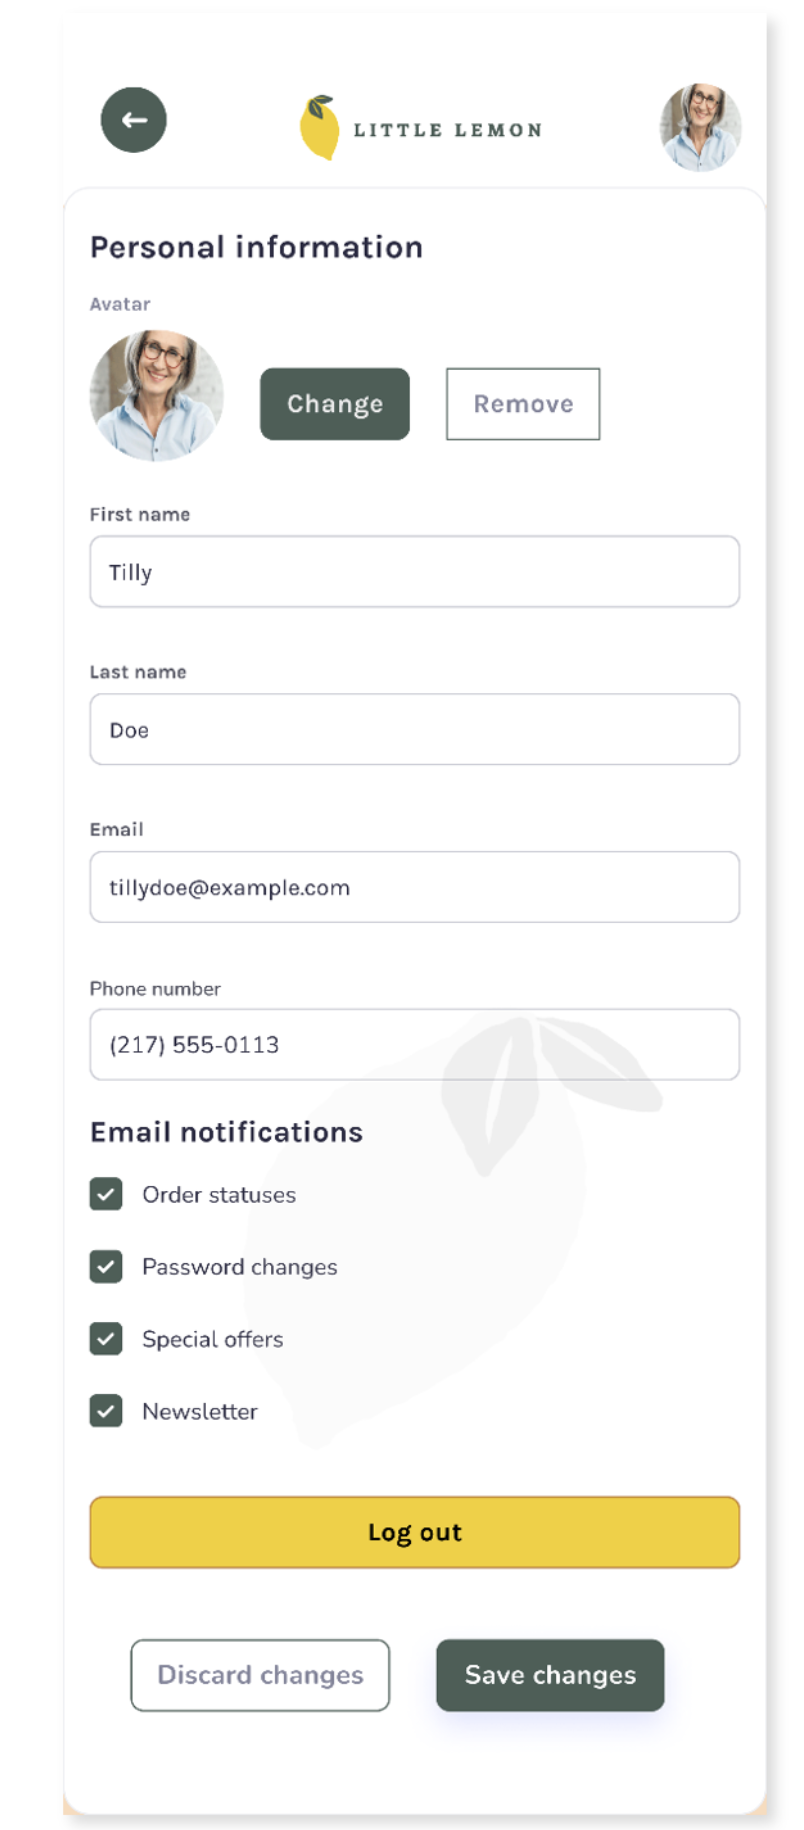 LITTLE LEMON
Personal information
Avatar
Change
Remove
First name
Tilly
Last name
Doe
Email
tillydoe@example.com
Phone number
(217) 555-0113
Email notifications
Order statuses
Password changes
Special offers
Newsletter
Log out
Discard changes
Save changes